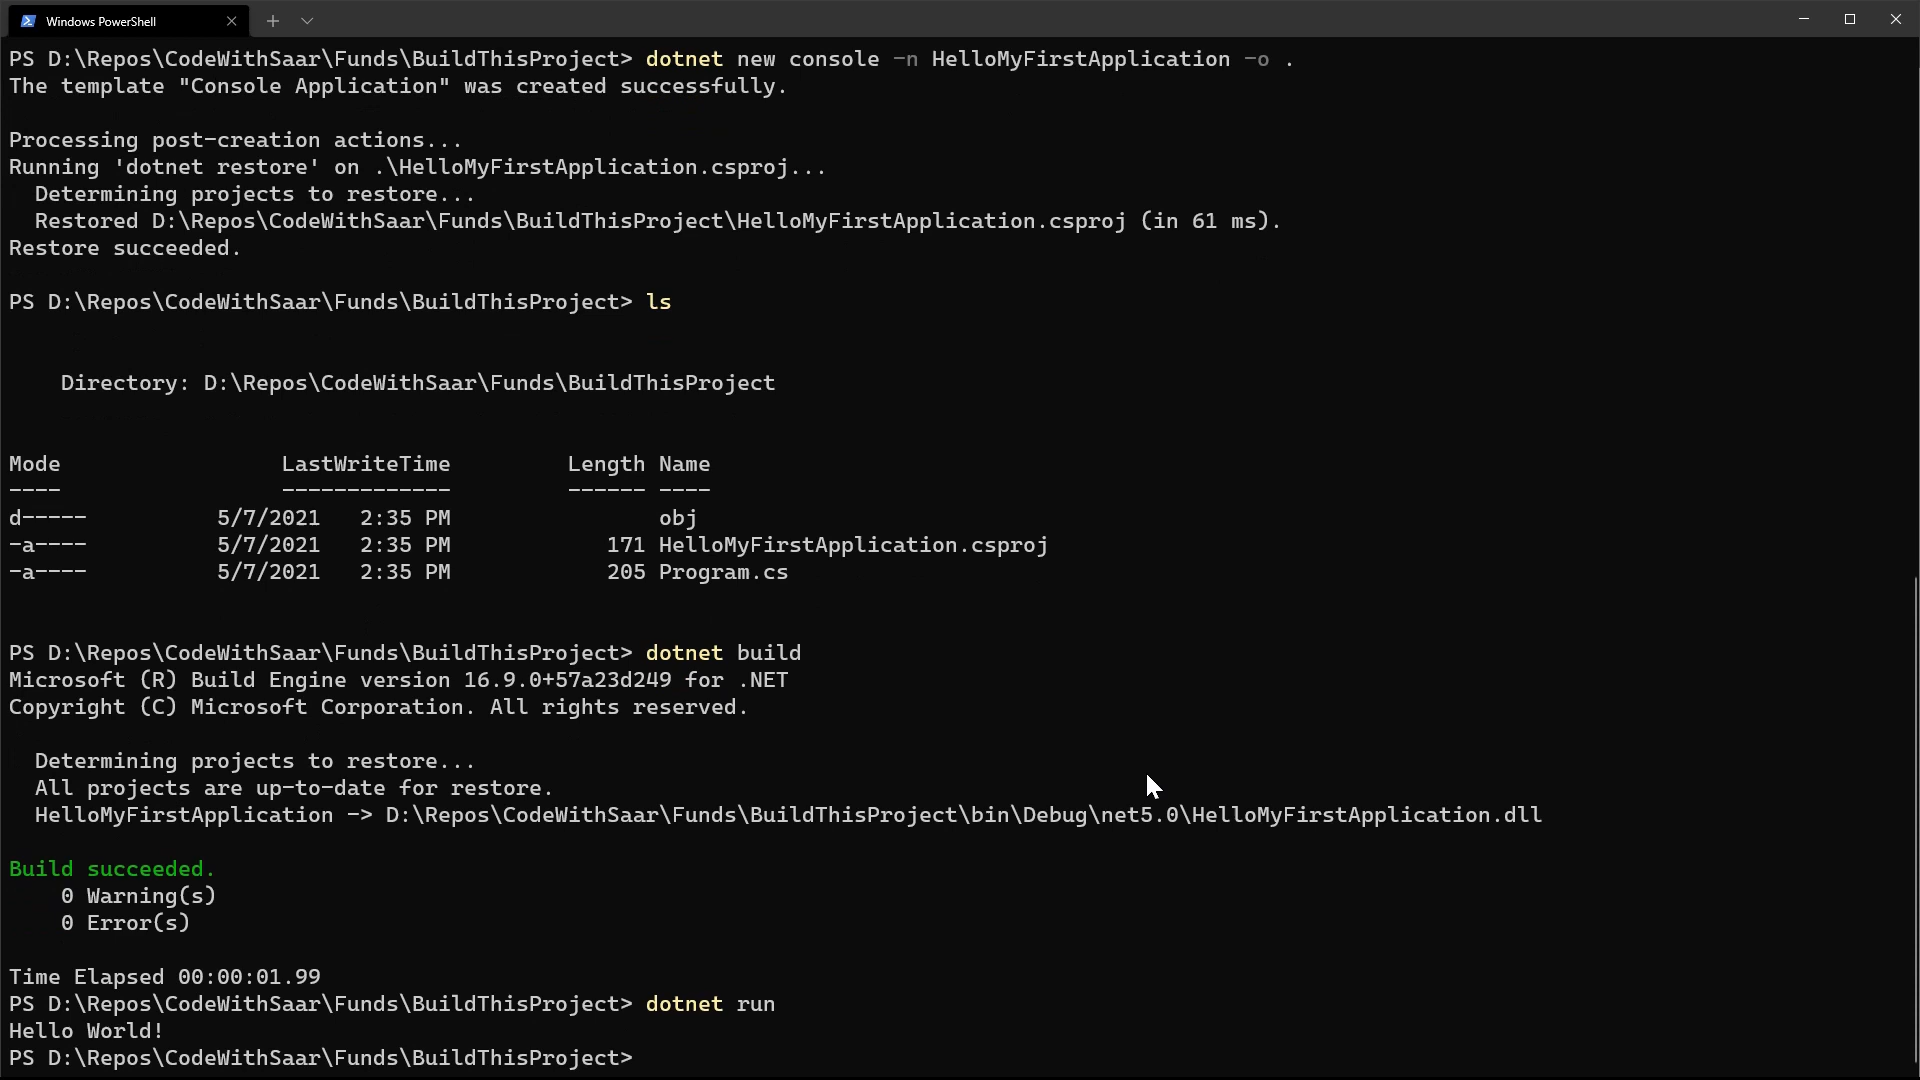 Windows PowerShell
PS D:\Repos\CodeWithSaar\Funds\BuildThisProject> dotnet new console -n HelloMyFirstApplication -o .
The template "Console Application" was created successfully.
Processing post-creation actions...
Running 'dotnet restore' on .\HelloMyFirstApplication.csproj...
  Determining projects to restore...
  Restored D:\Repos\CodeWithSaar\Funds\BuildThisProject\HelloMyFirstApplication.csproj (in 61 ms).
Restore succeeded.
PS D:\Repos\CodeWithSaar\Funds\BuildThisProject> ls
    Directory: D:\Repos\CodeWithSaar\Funds\BuildThisProject
Mode                 LastWriteTime         Length Name
----                 -------------         ------ ----
d-----          5/7/2021   2:35 PM                obj
-a----          5/7/2021   2:35 PM            171 HelloMyFirstApplication.csproj
-a----          5/7/2021   2:35 PM            205 Program.cs
PS D:\Repos\CodeWithSaar\Funds\BuildThisProject> dotnet build
Microsoft (R) Build Engine version 16.9.0+57a23d249 for .NET
Copyright (C) Microsoft Corporation. All rights reserved.
  Determining projects to restore...
  All projects are up-to-date for restore.
  HelloMyFirstApplication -> D:\Repos\CodeWithSaar\Funds\BuildThisProject\bin\Debug\net5.0\HelloMyFirstApplication.dll
Build succeeded.
    0 Warning(s)
    0 Error(s)
Time Elapsed 00:00:01.99
PS D:\Repos\CodeWithSaar\Funds\BuildThisProject> dotnet run
Hello World!
PS D:\Repos\CodeWithSaar\Funds\BuildThisProject>